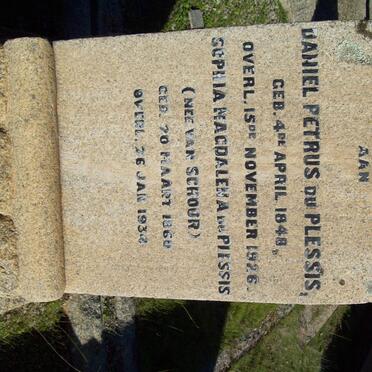 AAN
DANIEL PETRUS DU PLESSIS,
GEB. 4DE APRIL 1848,
OVERL. 15DE NOVEMBER 1926.
SOPHIA MAGDALENA DU PLESSIS
(NEE VAN SCHOUR)
GEB. 20 MAART 1860
OVERL. 26 JAN 1938